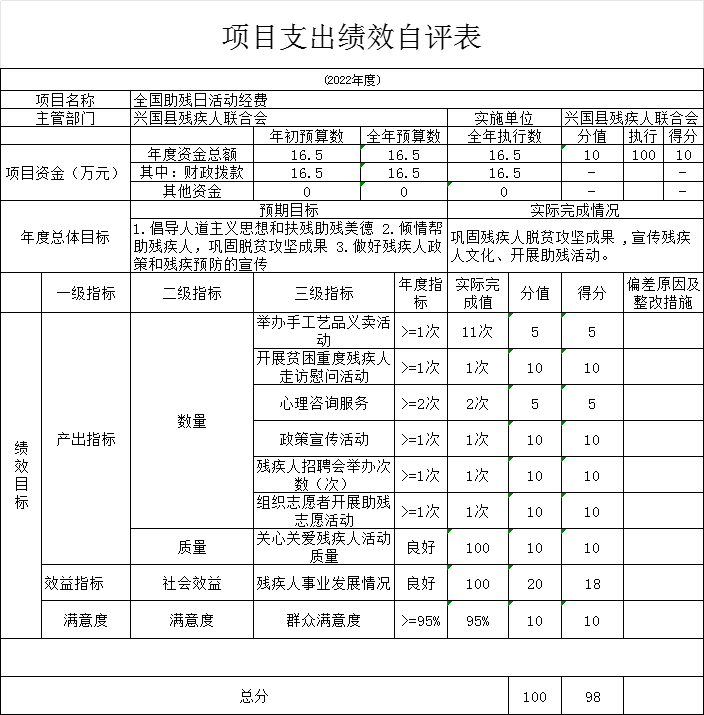 项目支出绩效自评表
(2022年度)
项目名称 全国助残日活动经费
主管部门 兴国县残疾人联合会 实施单位 兴国县残疾人联合会
项目资金（万元） 年初预算数 全年预算数 全年执行数 分值 执行 得分
年度资金总额 16.5 16.5 16.5 10 100 10
其中：财政拨款 16.5 16.5 16.5 － －
其他资金 0 0 0 － －
年度总体目标 预期目标 实际完成情况
1.倡导人道主义思想和扶残助残美德 2.倾情帮
助残疾人，巩固脱贫攻坚成果 3.做好残疾人政
策和残疾预防的宣传
巩固残疾人脱贫攻坚成果 ,宣传残疾
人文化、开展助残活动。
绩效目标
一级指标 二级指标 三级指标 年度指标 实际完成值 分值 得分 偏差原因及整改措施
产出指标 数量 举办手工艺品义卖活动 >=1次 11次 5 5
开展贫困重度残疾人走访慰问活动 >=1次 1次 10 10
心理咨询服务 >=2次 2次 5 5
政策宣传活动 >=1次 1次 10 10
残疾人招聘会举办次数（次） >=1次 1次 10 10
组织志愿者开展助残志愿活动 >=1次 1次 10 10
质量 关心关爱残疾人活动质量 良好 100 10 10
效益指标 社会效益 残疾人事业发展情况 良好 100 20 18
满意度 满意度 群众满意度 >=95% 95% 10 10
总分 100 98